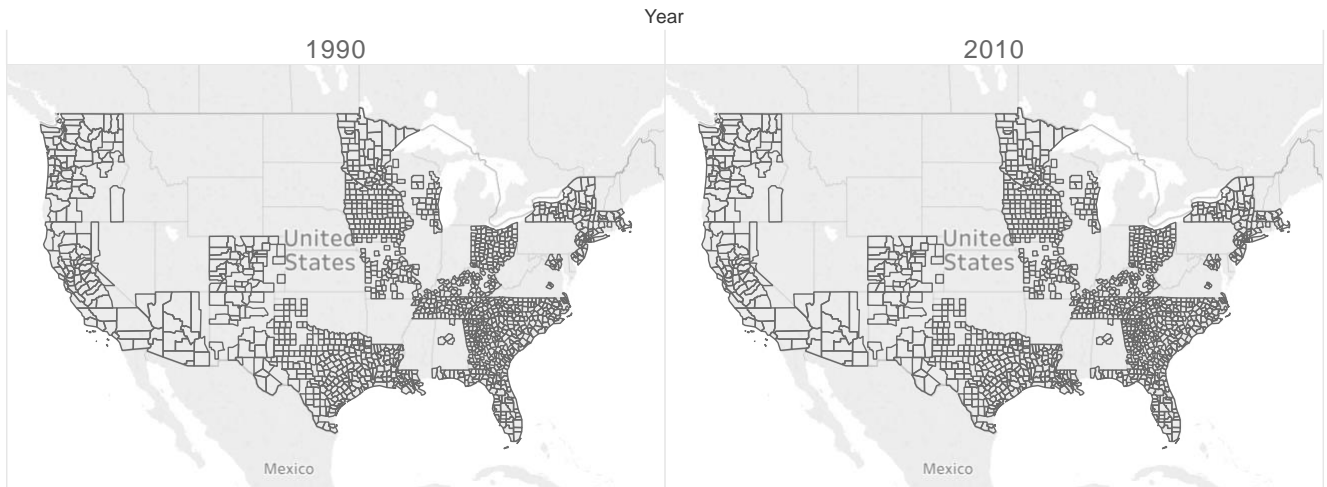 Year
1990
2010
United
States
Mexico
United
States
Mexico